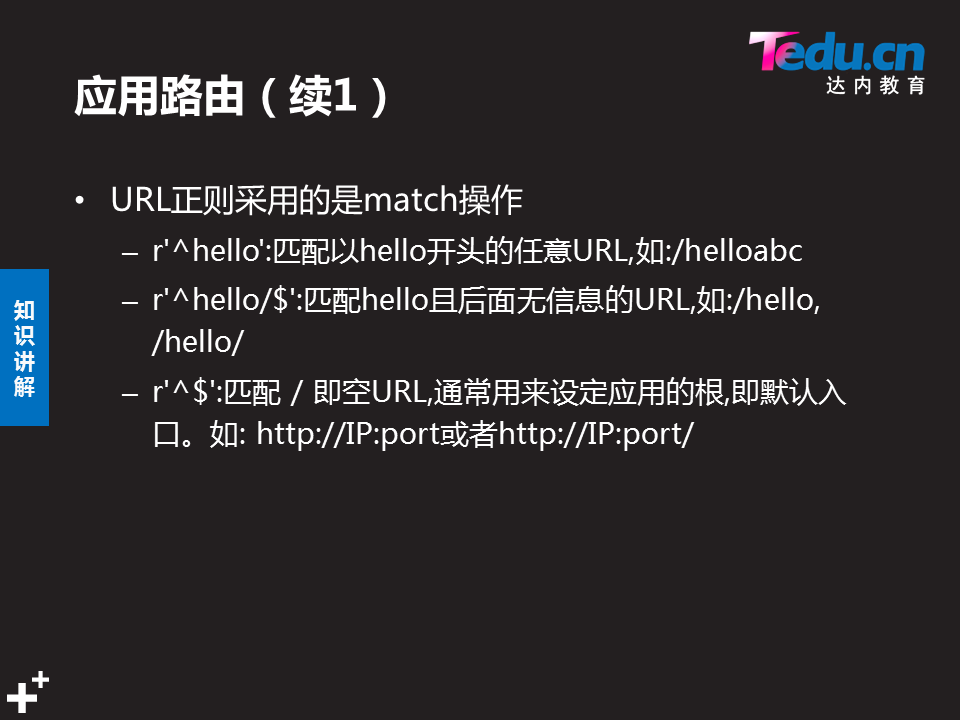 Tedu.cn
达内教育
应用路由（续1）
• URL正则采用的是match操作
– r'^hello':匹配以hello开头的任意URL,如:/helloabc
– r'^hello/$':匹配hello且后面无信息的URL,如:/hello,
/hello/
– r'^$':匹配 / 即空URL,通常用来设定应用的根,即默认入
口。如: http://IP:port或者http://IP:port/
知
识
讲
解